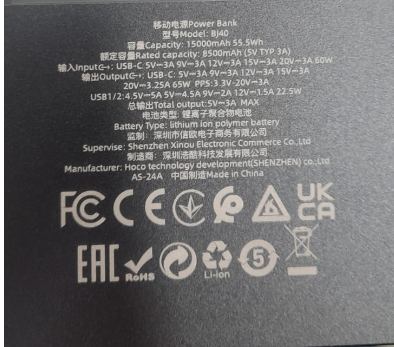 移动电源Power Bank
型号Model: BJ40
容量Capacity: 15000mAh 55.5Wh
额定容量Rated Capacity: 8500mAh(5V TYP.3A)
输入Input: USB-C 5V⎓3A 9V⎓3A 12V⎓3A 15V⎓3A 20V⎓3A 60W
输出Output: USB-C: 5V⎓3A 9V⎓3A 12V⎓3A 15V⎓3A
20V⎓3.25A 65W PPS:3.3V-20V⎓3A
USB1/2:4.5V⎓5A 5V⎓4.5A 9V⎓2A 12V⎓1.5A 22.5W
总输出Total output:5V⎓3A MAX
电池类型: 锂离子聚合物电池
Battery Type: lithium ion polymer battery
监制: 深圳市信欧电子商务有限公司
Supervise: Shenzhen Xinou Electronic Commerce Co.,Ltd
制造商: 深圳浩酷科技发展有限公司
Manufacturer: Hoco technology development(SHENZHEN) co.,Ltd
AS-24A 中国制造Made in China
FC CE UK CA
EAC RoHS Li-ion 5